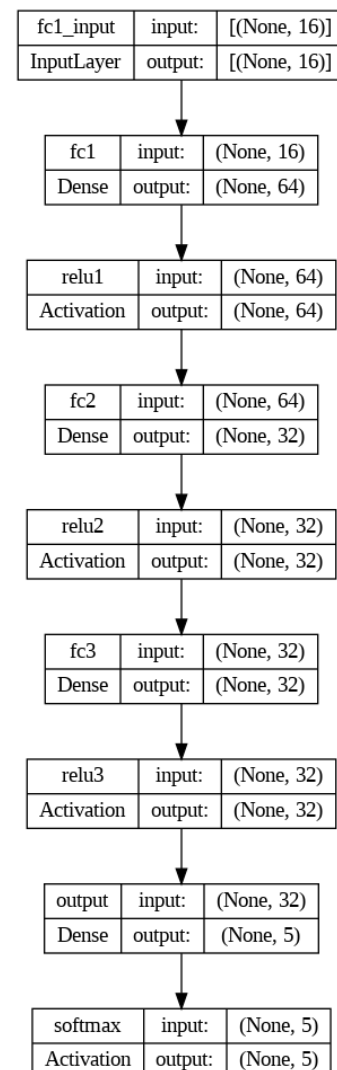 fc1_input input: [(None, 16)]
InputLayer output: [(None, 16)]
fc1 input: (None, 16)
Dense output: (None, 64)
relu1 input: (None, 64)
Activation output: (None, 64)
fc2 input: (None, 64)
Dense output: (None, 32)
relu2 input: (None, 32)
Activation output: (None, 32)
fc3 input: (None, 32)
Dense output: (None, 32)
relu3 input: (None, 32)
Activation output: (None, 32)
output input: (None, 32)
Dense output: (None, 5)
softmax input: (None, 5)
Activation output: (None, 5)